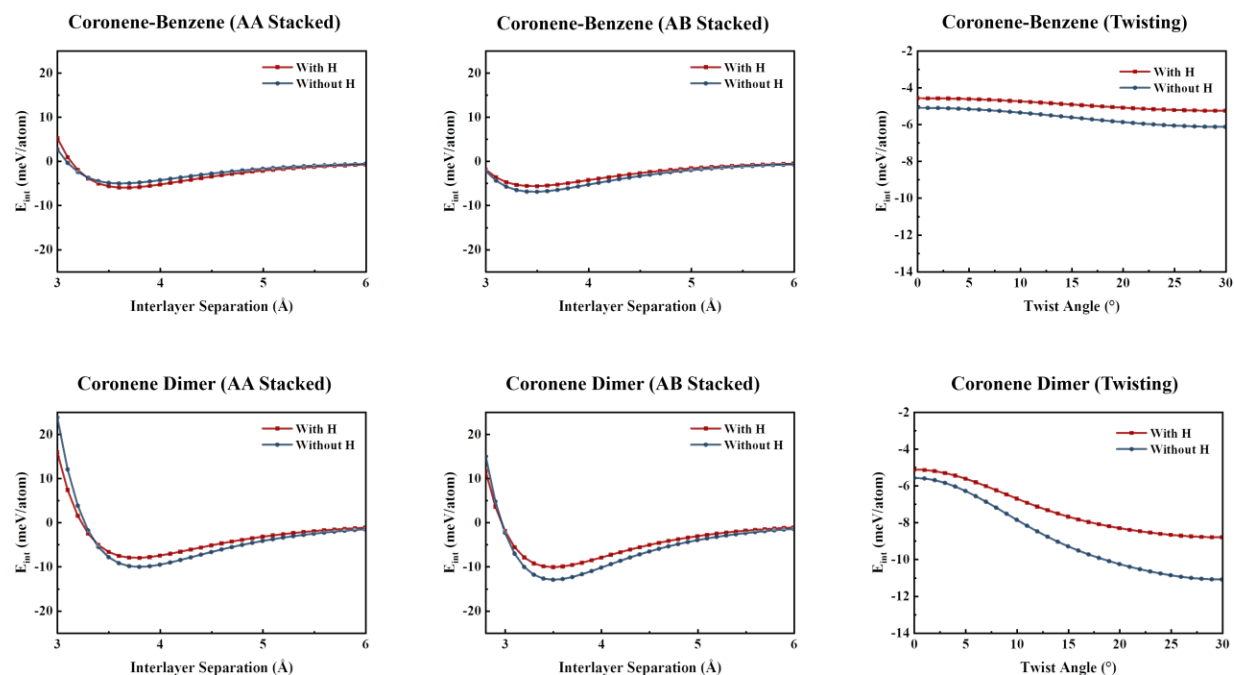 Coronene-Benzene (AA Stacked)
With H
Without H
20
10
0
-10
-20
E_int (meV/atom)
3
4
5
6
Interlayer Separation (Å)
Coronene-Benzene (AB Stacked)
With H
Without H
20
10
0
-10
-20
E_int (meV/atom)
3
4
5
6
Interlayer Separation (Å)
Coronene-Benzene (Twisting)
With H
Without H
-2
-4
-6
-8
-10
-12
-14
E_int (meV/atom)
0
5
10
15
20
25
30
Twist Angle (°)
Coronene Dimer (AA Stacked)
With H
Without H
20
10
0
-10
-20
E_int (meV/atom)
3
4
5
6
Interlayer Separation (Å)
Coronene Dimer (AB Stacked)
With H
Without H
20
10
0
-10
-20
E_int (meV/atom)
3
4
5
6
Interlayer Separation (Å)
Coronene Dimer (Twisting)
With H
Without H
-2
-4
-6
-8
-10
-12
-14
E_int (meV/atom)
0
5
10
15
20
25
30
Twist Angle (°)